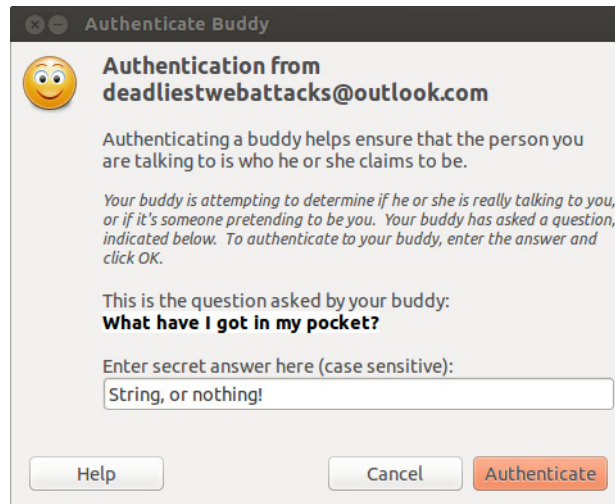 Authenticate Buddy
Authentication from
deadliestwebattacks@outlook.com
Authenticating a buddy helps ensure that the person you
are talking to is who he or she claims to be.
Your buddy is attempting to determine if he or she is really talking to you,
or if it's someone pretending to be you.  Your buddy has asked a question,
indicated below.  To authenticate to your buddy, enter the answer and
click OK.
This is the question asked by your buddy:
What have I got in my pocket?
Enter secret answer here (case sensitive):
String, or nothing!
Help
Cancel
Authenticate